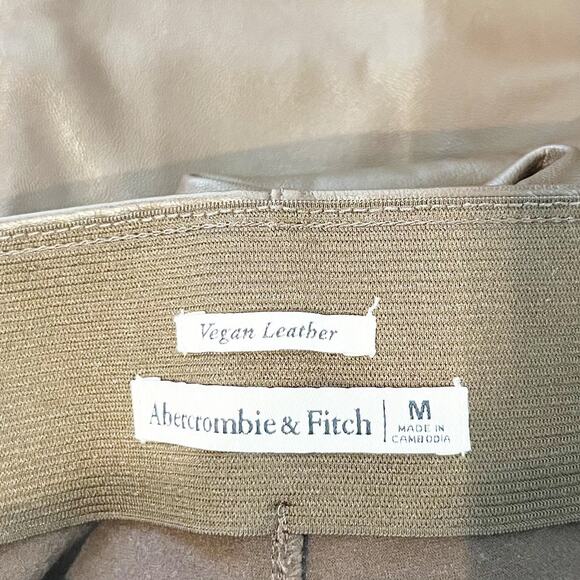 Vegan Leather
Abercrombie & Fitch
M
MADE IN
CAMBODIA